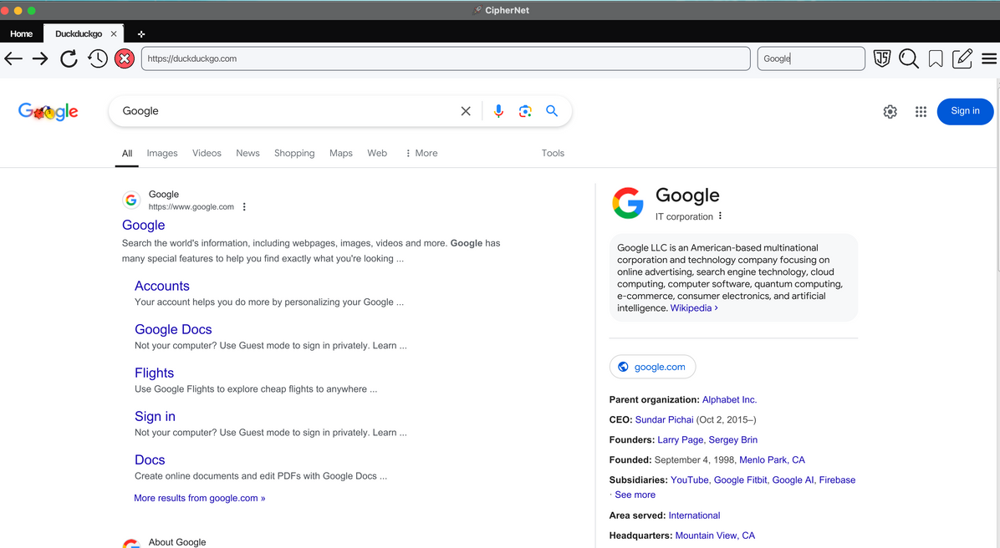 CipherNet
Home
Duckduckgo
https://duckduckgo.com
Google
JS
Google
Google
Sign in
All Images Videos News Shopping Maps Web More Tools
Google
https://www.google.com
Google
Search the world's information, including webpages, images, videos and more. Google has
many special features to help you find exactly what you're looking ...
Accounts
Your account helps you do more by personalizing your Google ...
Google Docs
Not your computer? Use Guest mode to sign in privately. Learn ...
Flights
Use Google Flights to explore cheap flights to anywhere ...
Sign in
Not your computer? Use Guest mode to sign in privately. Learn ...
Docs
Create online documents and edit PDFs with Google Docs ...
More results from google.com »
About Google
Google
IT corporation
Google LLC is an American-based multinational
corporation and technology company focusing on
online advertising, search engine technology, cloud
computing, computer software, quantum computing,
e-commerce, consumer electronics, and artificial
intelligence. Wikipedia ›
google.com
Parent organization: Alphabet Inc.
CEO: Sundar Pichai (Oct 2, 2015–)
Founders: Larry Page, Sergey Brin
Founded: September 4, 1998, Menlo Park, CA
Subsidiaries: YouTube, Google Fitbit, Google AI, Firebase
· See more
Area served: International
Headquarters: Mountain View, CA